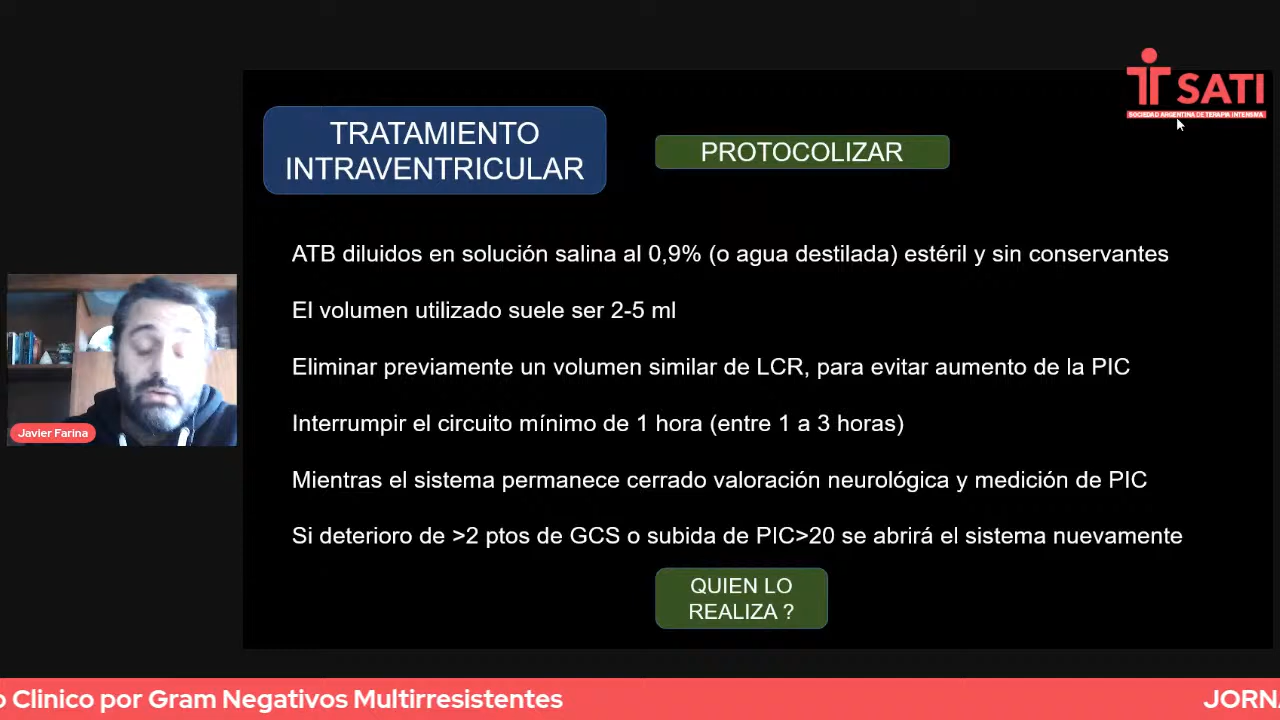 SATI
SOCIEDAD ARGENTINA DE TERAPIA INTENSIVA
TRATAMIENTO
INTRAVENTRICULAR
PROTOCOLIZAR
ATB diluidos en solución salina al 0,9% (o agua destilada) estéril y sin conservantes
El volumen utilizado suele ser 2-5 ml
Eliminar previamente un volumen similar de LCR, para evitar aumento de la PIC
Interrumpir el circuito mínimo de 1 hora (entre 1 a 3 horas)
Mientras el sistema permanece cerrado valoración neurológica y medición de PIC
Si deterioro de >2 ptos de GCS o subida de PIC>20 se abrirá el sistema nuevamente
QUIEN LO
REALIZA ?
Javier Farina
o Clinico por Gram Negativos Multirresistentes
JORNA